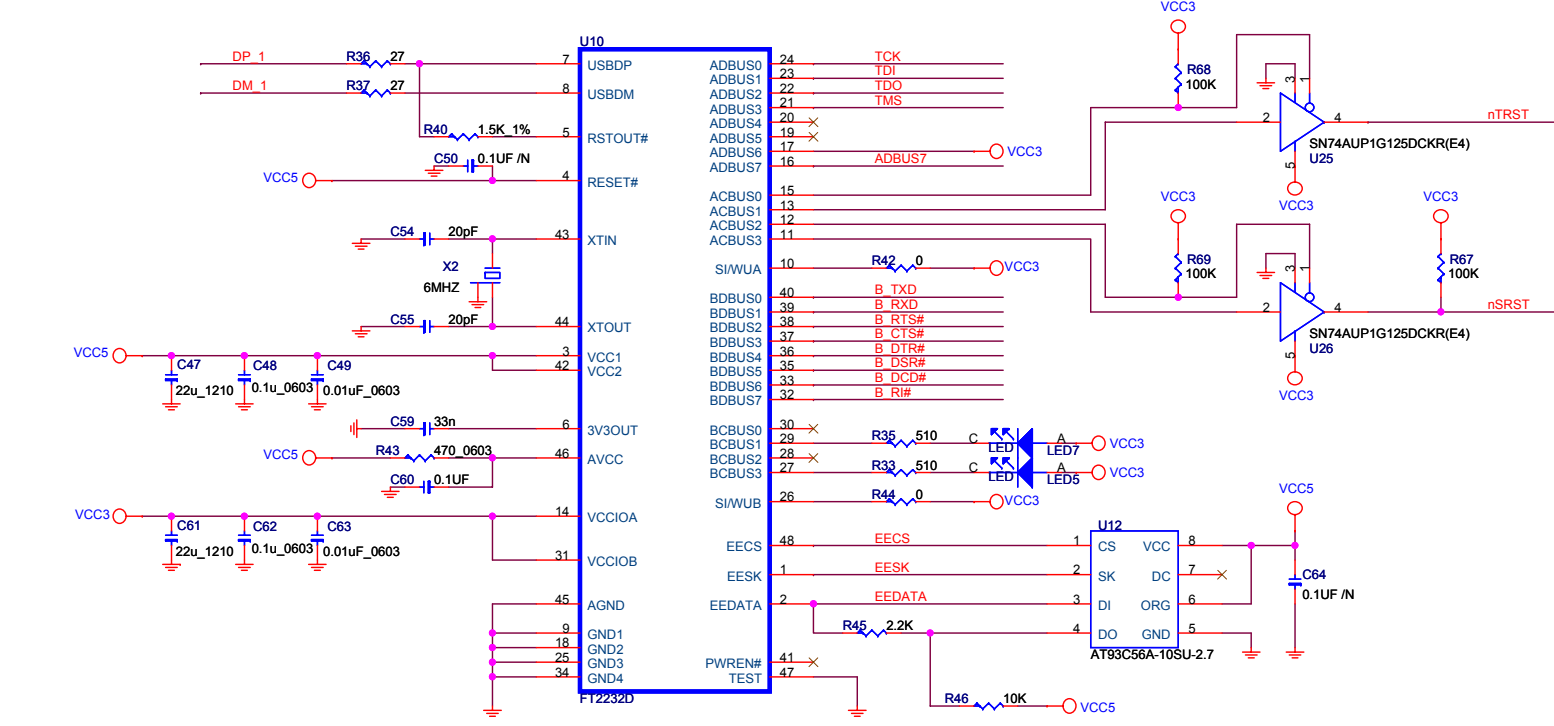 VCC3
U10
DP_1 R36 27 7 USBDP ADBUS0 24 TCK
ADBUS1 23 TDI
DM_1 R37 27 8 USBDM ADBUS2 22 TDO
ADBUS3 21 TMS
R68 100K
3 1
ADBUS4 20
R40 1.5K_1% 5 RSTOUT# ADBUS5 19
2 4 nTRST
SN74AUP1G125DCKR(E4)
U25
5
VCC3
C50 0.1UF /N
ADBUS6 17 VCC3
ADBUS7 16 ADBUS7
VCC5 4 RESET#
ACBUS0 15
ACBUS1 13
ACBUS2 12
ACBUS3 11
VCC3
VCC3
C54 20pF 43 XTIN
X2
6MHZ
SI/WUA 10 R42 0 VCC3
R69 100K
3 1
R67 100K
C55 20pF 44 XTOUT
BDBUS0 40 B_TXD
BDBUS1 39 B_RXD
BDBUS2 38 B_RTS#
BDBUS3 37 B_CTS#
BDBUS4 36 B_DTR#
BDBUS5 35 B_DSR#
BDBUS6 33 B_DCD#
BDBUS7 32 B_RI#
2 4 nSRST
SN74AUP1G125DCKR(E4)
U26
5
VCC3
VCC5 3 VCC1
42 VCC2
C47 22u_1210
C48 0.1u_0603
C49 0.01uF_0603
C59 33n 6 3V3OUT
BCBUS0 30
BCBUS1 29 R35 510 C LED A LED7 VCC3
VCC5 R43 470_0603 46 AVCC
BCBUS2 28
BCBUS3 27 R33 510 C LED A LED5 VCC3
C60 0.1UF
SI/WUB 26 R44 0 VCC3
VCC5
VCC3 14 VCCIOA
C61 22u_1210
C62 0.1u_0603
C63 0.01uF_0603
31 VCCIOB
U12
EECS 48 EECS 1 CS VCC 8
EESK 1 EESK 2 SK DC 7
C64
0.1UF /N
45 AGND EEDATA 2 EEDATA 3 DI ORG 6
9 GND1 R45 2.2K 4 DO GND 5
18 GND2
AT93C56A-10SU-2.7
25 GND3 PWREN# 41
34 GND4 TEST 47
FT2232D
R46 10K VCC5